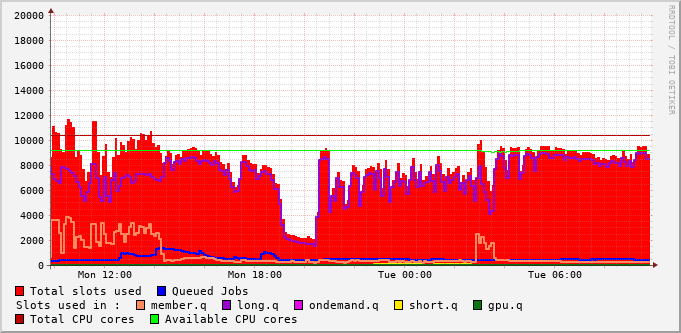 20000
18000
16000
14000
12000
10000
8000
6000
4000
2000
0
Mon 12:00 Mon 18:00 Tue 00:00 Tue 06:00
RRDTOOL / TOBI OETIKER
Total slots used Queued Jobs
Slots used in : member.q long.q ondemand.q short.q gpu.q
Total CPU cores Available CPU cores